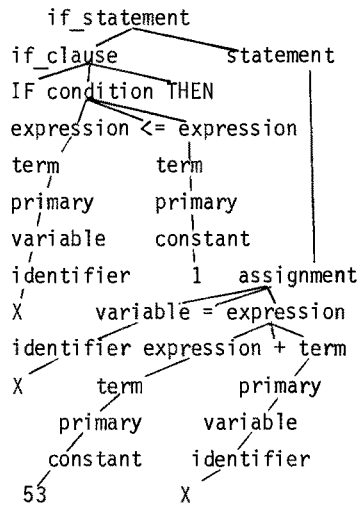 if_statement
if_clause statement
IF condition THEN
expression <= expression
term term
primary primary
variable constant
identifier 1 assignment
X variable = expression
identifier expression + term
X term primary
primary variable
constant identifier
53 X